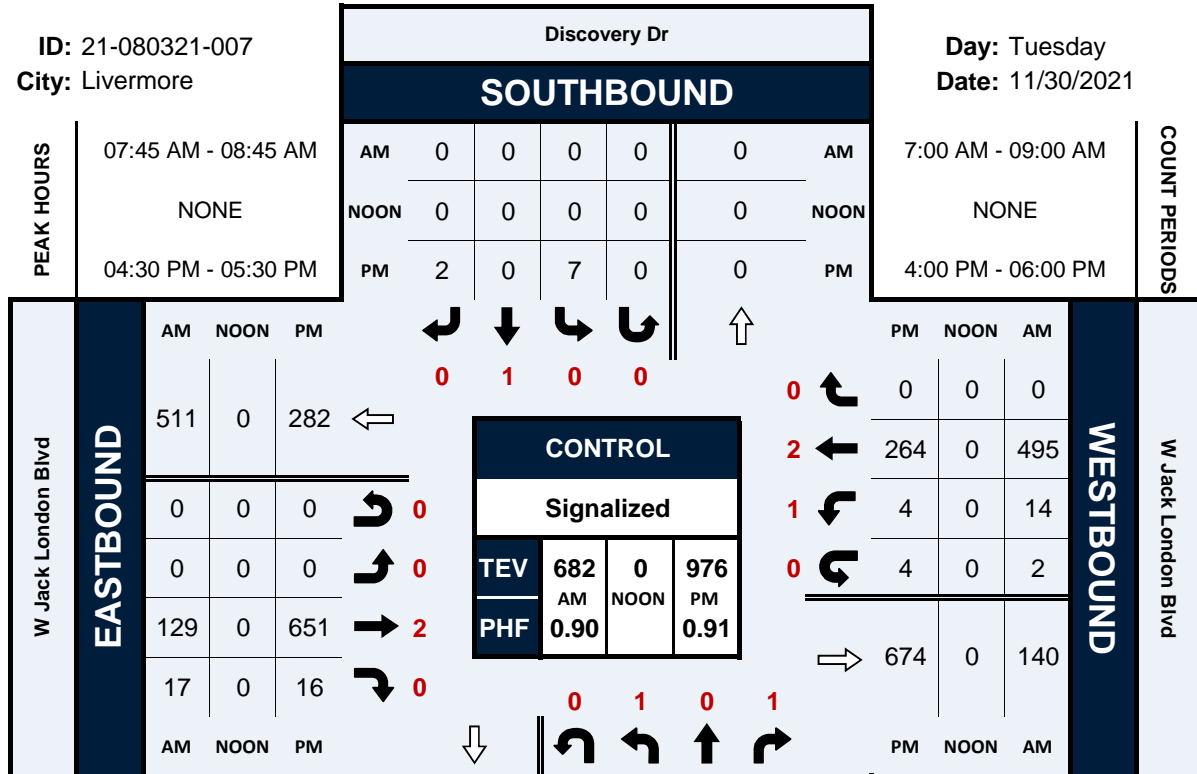 Discovery Dr
ID: 21-080321-007
Day: Tuesday
City: Livermore
Date: 11/30/2021
SOUTHBOUND
PEAK HOURS
07:45 AM - 08:45 AM
NONE
04:30 PM - 05:30 PM
AM 0 0 0 0 0 AM
NOON 0 0 0 0 0 NOON
PM 2 0 7 0 0 PM
7:00 AM - 09:00 AM
NONE
4:00 PM - 06:00 PM
COUNT PERIODS
0 1 0 0
W Jack London Blvd
EASTBOUND
AM NOON PM
511 0 282
0 0 0 0
0 0 0 0
129 0 651 2
17 0 16 0
AM NOON PM
CONTROL
Signalized
TEV 682 0 976
AM NOON PM
PHF 0.90 0.91
PM NOON AM
0 0 0 0
2 264 0 495
1 4 0 14
0 4 0 2
674 0 140
PM NOON AM
WESTBOUND
W Jack London Blvd
0 1 0 1